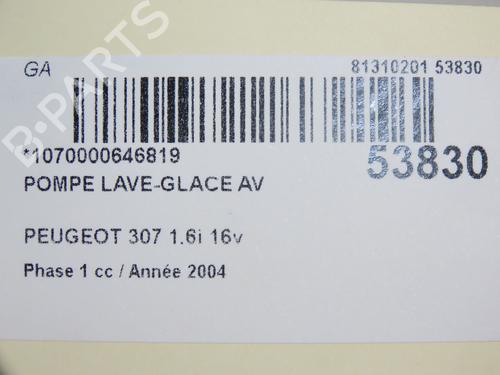 GA 81310201 53830
*1070000646819 53830
POMPE LAVE-GLACE AV
PEUGEOT 307 1.6i 16v
Phase 1 cc / Année 2004
B-PARTS